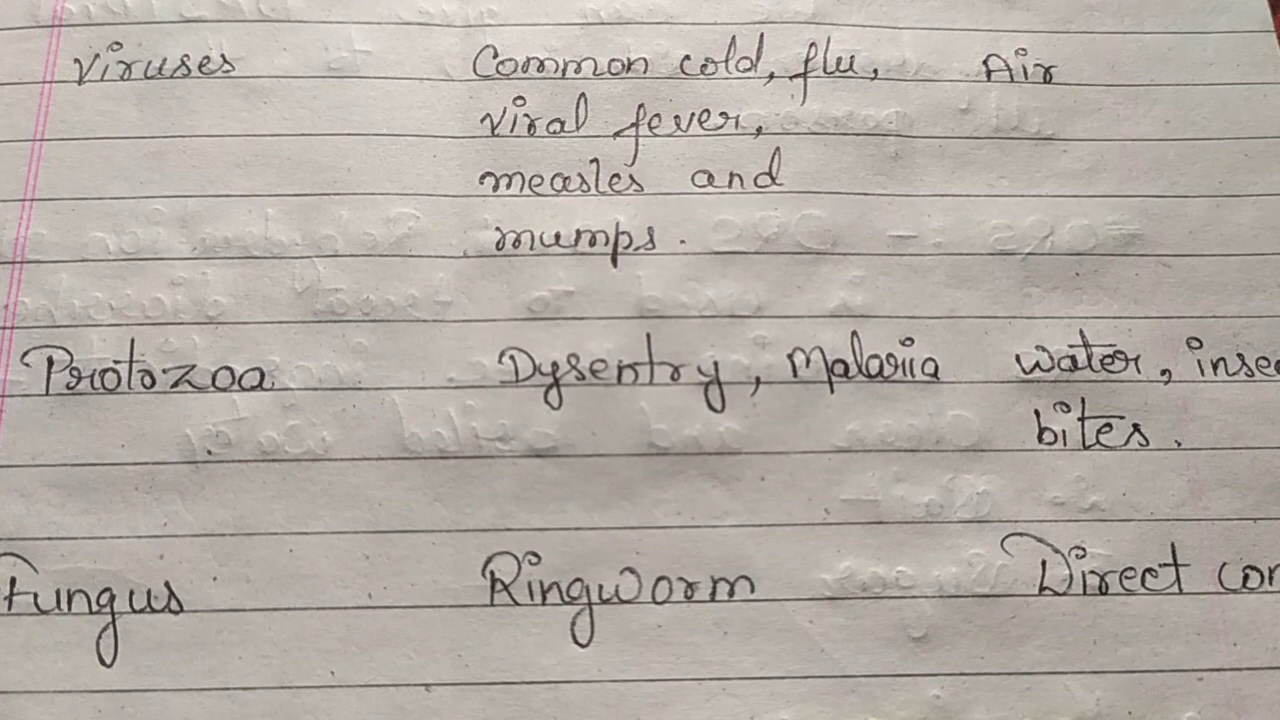 Viruses Common cold, flu, Air
viral fever,
measles and
mumps.
Protozoa Dysentry, Malaria water, insec
bites.
Fungus Ringworm Direct con